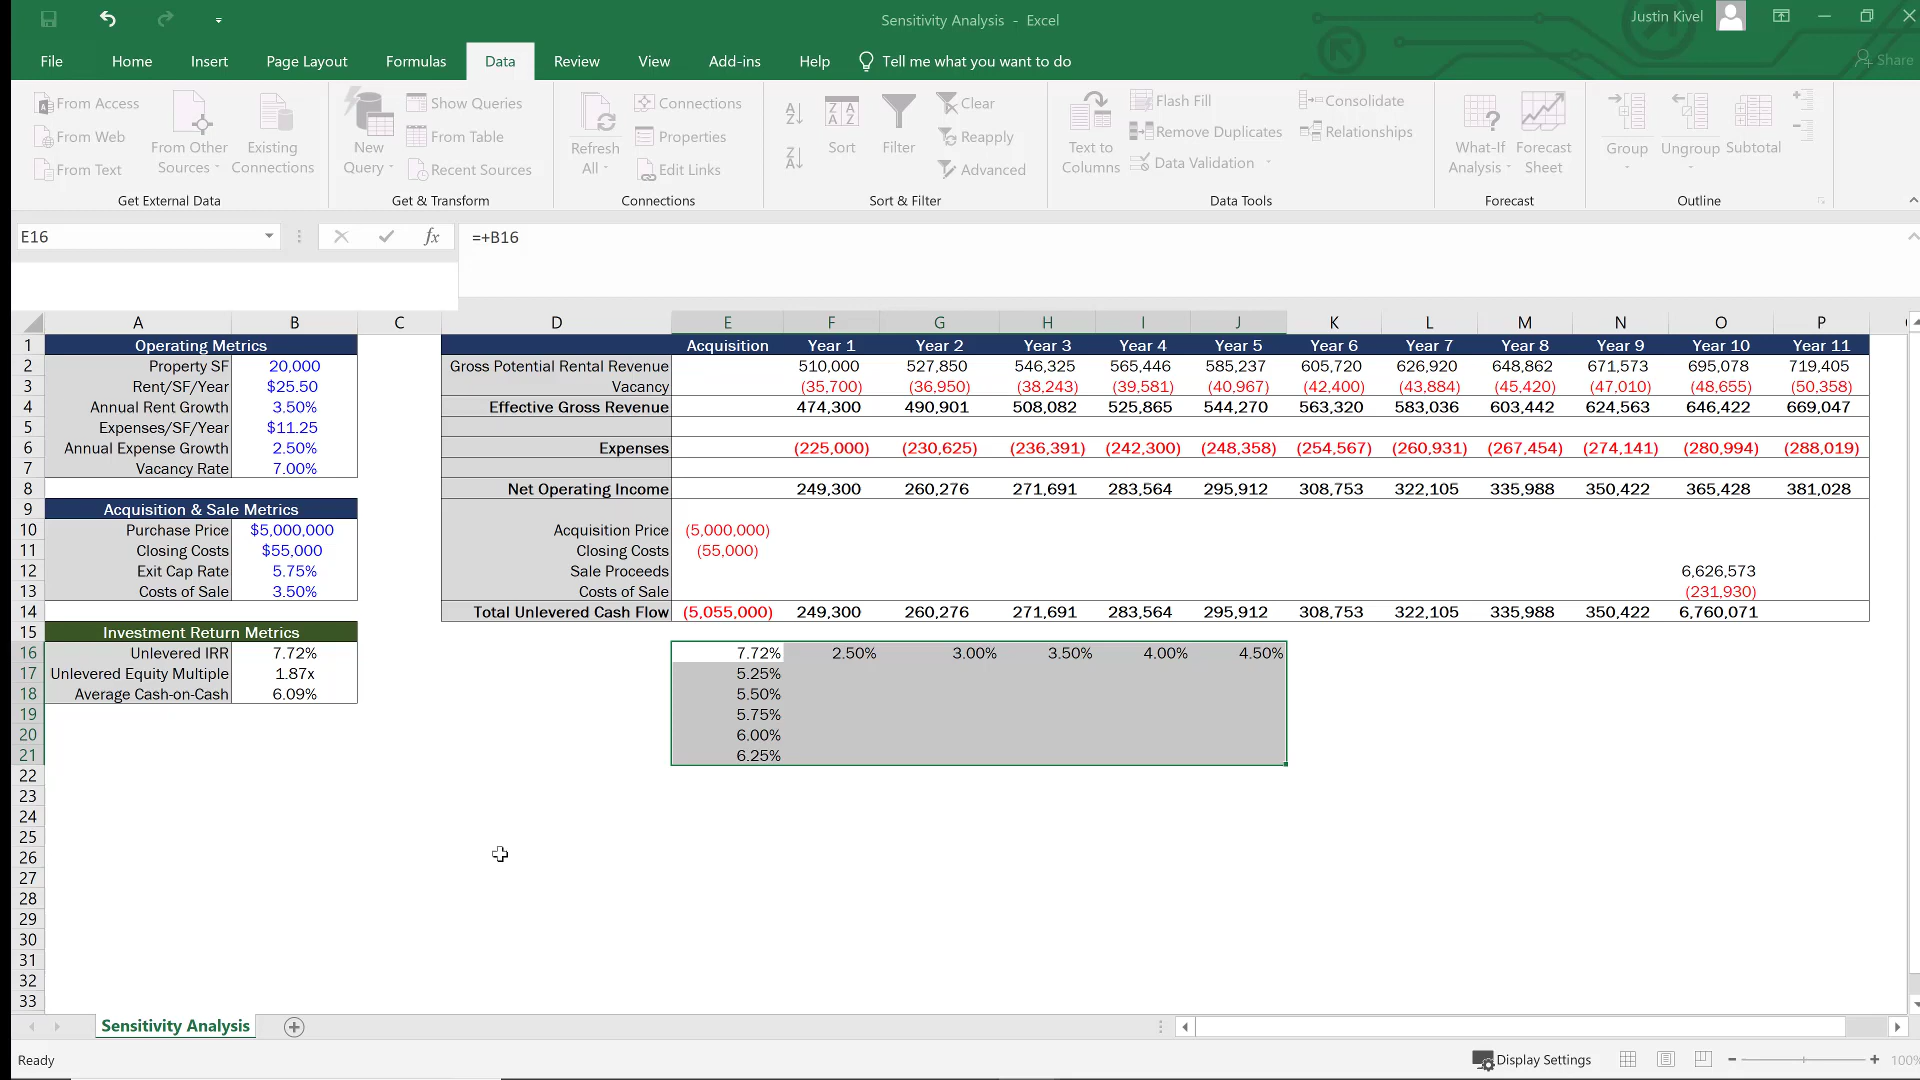 Sensitivity Analysis - Excel
Justin Kivel
File Home Insert Page Layout Formulas Data Review View Add-ins Help Tell me what you want to do Share
From Access
From Web
From Text
From Other Sources
Existing Connections
Get External Data
New Query
Show Queries
From Table
Recent Sources
Get & Transform
Refresh All
Connections
Properties
Edit Links
Connections
Sort
Filter
Clear
Reapply
Advanced
Sort & Filter
Text to Columns
Flash Fill
Remove Duplicates
Data Validation
Consolidate
Relationships
Data Tools
What-If Analysis
Forecast Sheet
Forecast
Group
Ungroup
Subtotal
Outline
E16 fx =+B16
A B C D E F G H I J K L M N O P
1 Operating Metrics Acquisition Year 1 Year 2 Year 3 Year 4 Year 5 Year 6 Year 7 Year 8 Year 9 Year 10 Year 11
2 Property SF 20,000 Gross Potential Rental Revenue 510,000 527,850 546,325 565,446 585,237 605,720 626,920 648,862 671,573 695,078 719,405
3 Rent/SF/Year $25.50 Vacancy (35,700) (36,950) (38,243) (39,581) (40,967) (42,400) (43,884) (45,420) (47,010) (48,655) (50,358)
4 Annual Rent Growth 3.50% Effective Gross Revenue 474,300 490,901 508,082 525,865 544,270 563,320 583,036 603,442 624,563 646,422 669,047
5 Expenses/SF/Year $11.25
6 Annual Expense Growth 2.50% Expenses (225,000) (230,625) (236,391) (242,300) (248,358) (254,567) (260,931) (267,454) (274,141) (280,994) (288,019)
7 Vacancy Rate 7.00%
8 Net Operating Income 249,300 260,276 271,691 283,564 295,912 308,753 322,105 335,988 350,422 365,428 381,028
9 Acquisition & Sale Metrics
10 Purchase Price $5,000,000 Acquisition Price (5,000,000)
11 Closing Costs $55,000 Closing Costs (55,000)
12 Exit Cap Rate 5.75% Sale Proceeds 6,626,573
13 Costs of Sale 3.50% Costs of Sale (231,930)
14 Total Unlevered Cash Flow (5,055,000) 249,300 260,276 271,691 283,564 295,912 308,753 322,105 335,988 350,422 6,760,071
15 Investment Return Metrics
16 Unlevered IRR 7.72% 7.72% 2.50% 3.00% 3.50% 4.00% 4.50%
17 Unlevered Equity Multiple 1.87x 5.25%
18 Average Cash-on-Cash 6.09% 5.50%
19 5.75%
20 6.00%
21 6.25%
22
23
24
25
26
27
28
29
30
31
32
33
Sensitivity Analysis
Ready Display Settings 100%